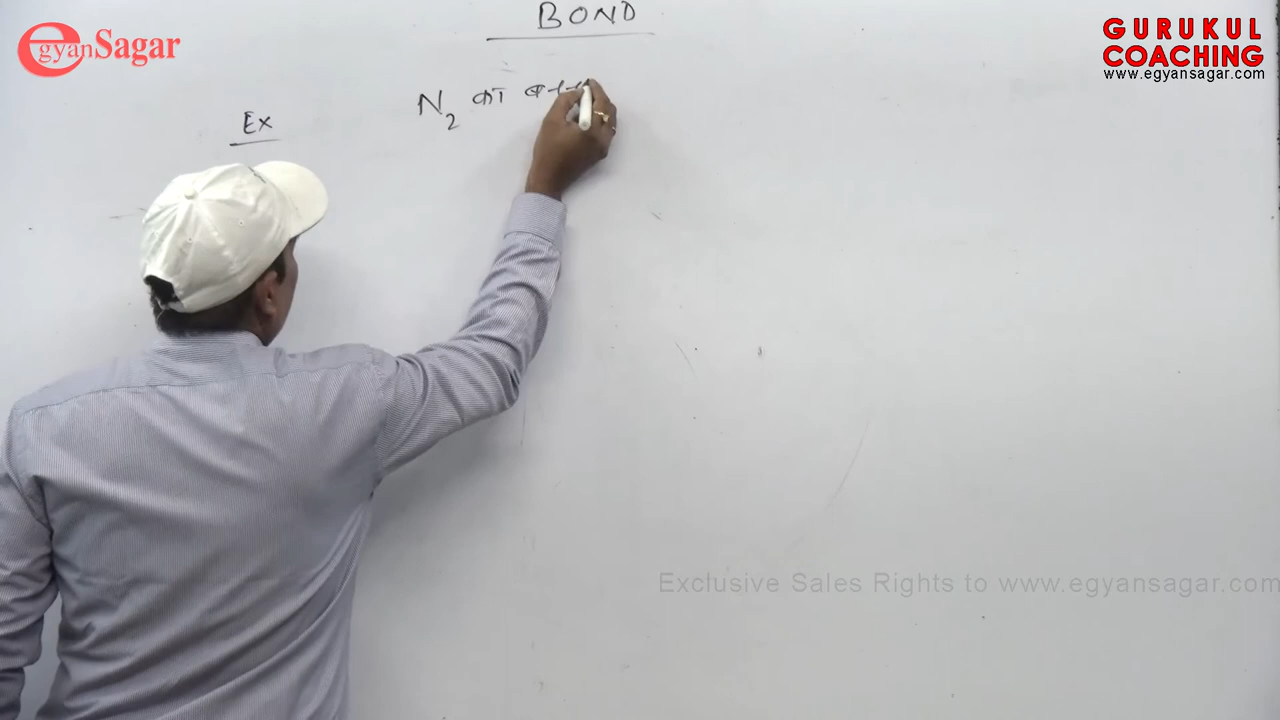 BOND
egyanSagar
GURUKUL
COACHING
www.egyansagar.com
N2 का
Ex
Exclusive Sales Rights to www.egyansagar.com